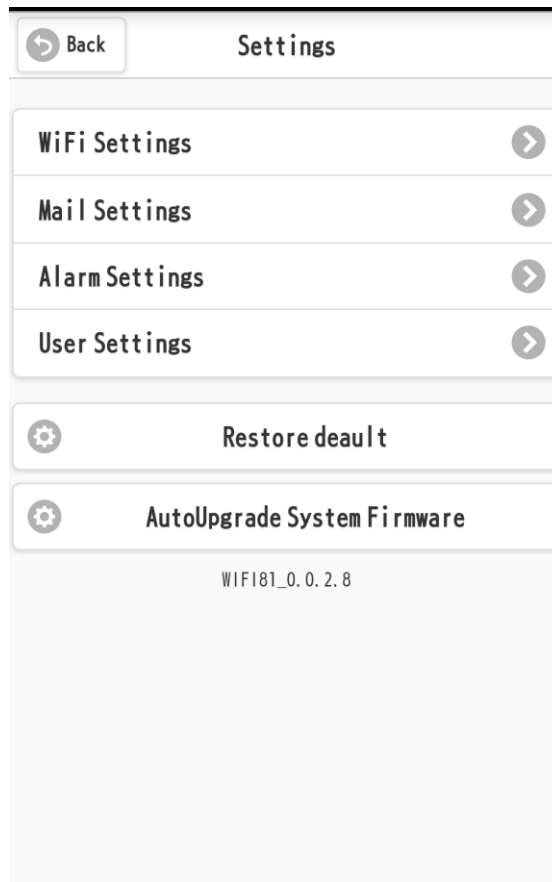 Back
Settings
WiFi Settings
Mail Settings
Alarm Settings
User Settings
Restore deault
AutoUpgrade System Firmware
WIFI81_0.0.2.8